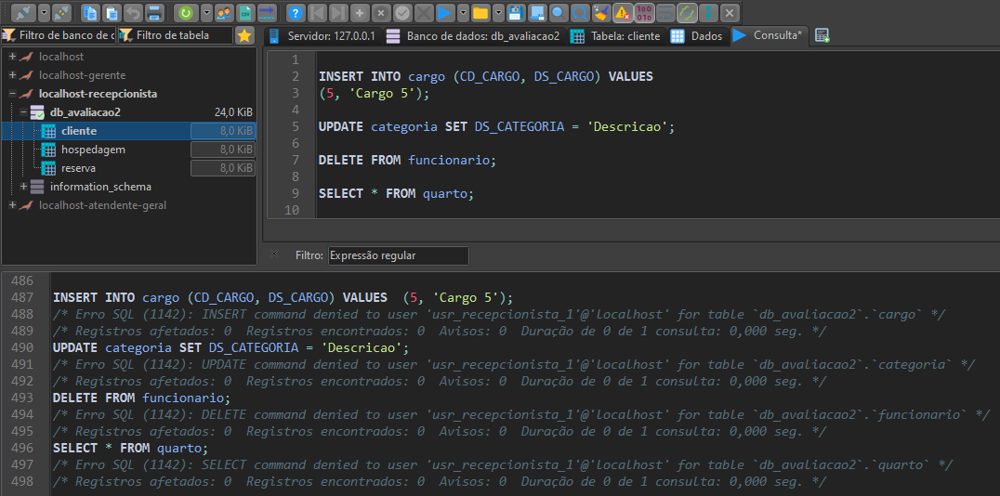 Filtro de banco de d
Filtro de tabela
Servidor: 127.0.0.1
Banco de dados: db_avaliacao2
Tabela: cliente
Dados
Consulta*
localhost
localhost-gerente
localhost-recepcionista
db_avaliacao2 24,0 KiB
cliente 8,0 KiB
hospedagem 8,0 KiB
reserva 8,0 KiB
information_schema
localhost-atendente-geral
1
2 INSERT INTO cargo (CD_CARGO, DS_CARGO) VALUES
3 (5, 'Cargo 5');
4
5 UPDATE categoria SET DS_CATEGORIA = 'Descricao';
6
7 DELETE FROM funcionario;
8
9 SELECT * FROM quarto;
10
Filtro: Expressão regular
486
487 INSERT INTO cargo (CD_CARGO, DS_CARGO) VALUES  (5, 'Cargo 5');
488 /* Erro SQL (1142): INSERT command denied to user 'usr_recepcionista_1'@'localhost' for table `db_avaliacao2`.`cargo` */
489 /* Registros afetados: 0  Registros encontrados: 0  Avisos: 0  Duração de 0 de 1 consulta: 0,000 seg. */
490 UPDATE categoria SET DS_CATEGORIA = 'Descricao';
491 /* Erro SQL (1142): UPDATE command denied to user 'usr_recepcionista_1'@'localhost' for table `db_avaliacao2`.`categoria` */
492 /* Registros afetados: 0  Registros encontrados: 0  Avisos: 0  Duração de 0 de 1 consulta: 0,000 seg. */
493 DELETE FROM funcionario;
494 /* Erro SQL (1142): DELETE command denied to user 'usr_recepcionista_1'@'localhost' for table `db_avaliacao2`.`funcionario` */
495 /* Registros afetados: 0  Registros encontrados: 0  Avisos: 0  Duração de 0 de 1 consulta: 0,000 seg. */
496 SELECT * FROM quarto;
497 /* Erro SQL (1142): SELECT command denied to user 'usr_recepcionista_1'@'localhost' for table `db_avaliacao2`.`quarto` */
498 /* Registros afetados: 0  Registros encontrados: 0  Avisos: 0  Duração de 0 de 1 consulta: 0,000 seg. */